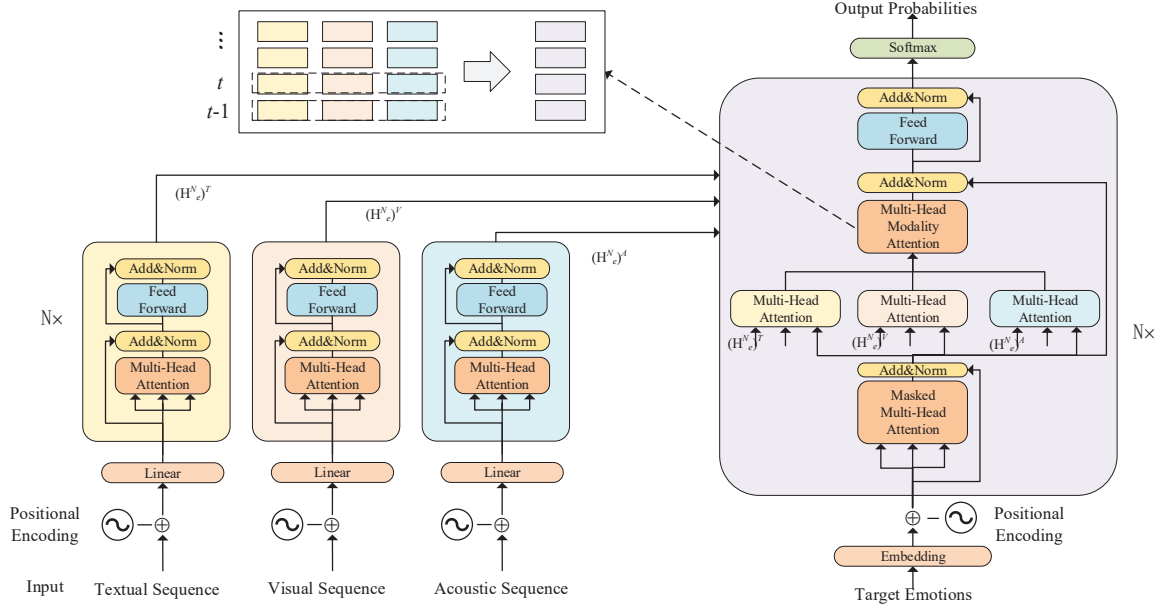 Output Probabilities
Softmax
Add&Norm
Feed
Forward
Add&Norm
Multi-Head
Modality
Attention
Multi-Head
Attention
Multi-Head
Attention
Multi-Head
Attention
(H^N_e)^T
(H^N_e)^V
(H^N_e)^A
Add&Norm
Masked
Multi-Head
Attention
N×
Positional
Encoding
Embedding
Target Emotions
⋮
t
t-1
(H^N_e)^T
(H^N_e)^V
(H^N_e)^A
N×
Add&Norm
Feed
Forward
Add&Norm
Multi-Head
Attention
Linear
Add&Norm
Feed
Forward
Add&Norm
Multi-Head
Attention
Linear
Add&Norm
Feed
Forward
Add&Norm
Multi-Head
Attention
Linear
Positional
Encoding
Input
Textual Sequence
Visual Sequence
Acoustic Sequence